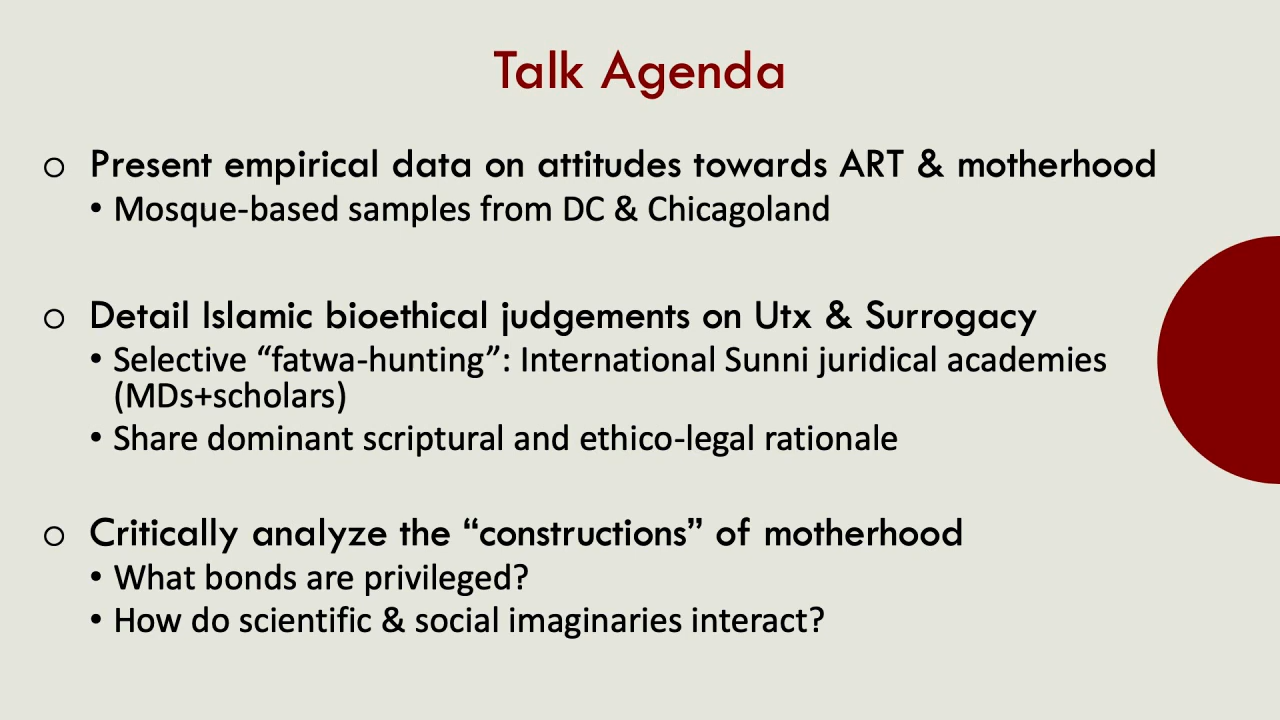 Talk Agenda
o Present empirical data on attitudes towards ART & motherhood
• Mosque-based samples from DC & Chicagoland
o Detail Islamic bioethical judgements on Utx & Surrogacy
• Selective “fatwa-hunting”: International Sunni juridical academies
(MDs+scholars)
• Share dominant scriptural and ethico-legal rationale
o Critically analyze the “constructions” of motherhood
• What bonds are privileged?
• How do scientific & social imaginaries interact?